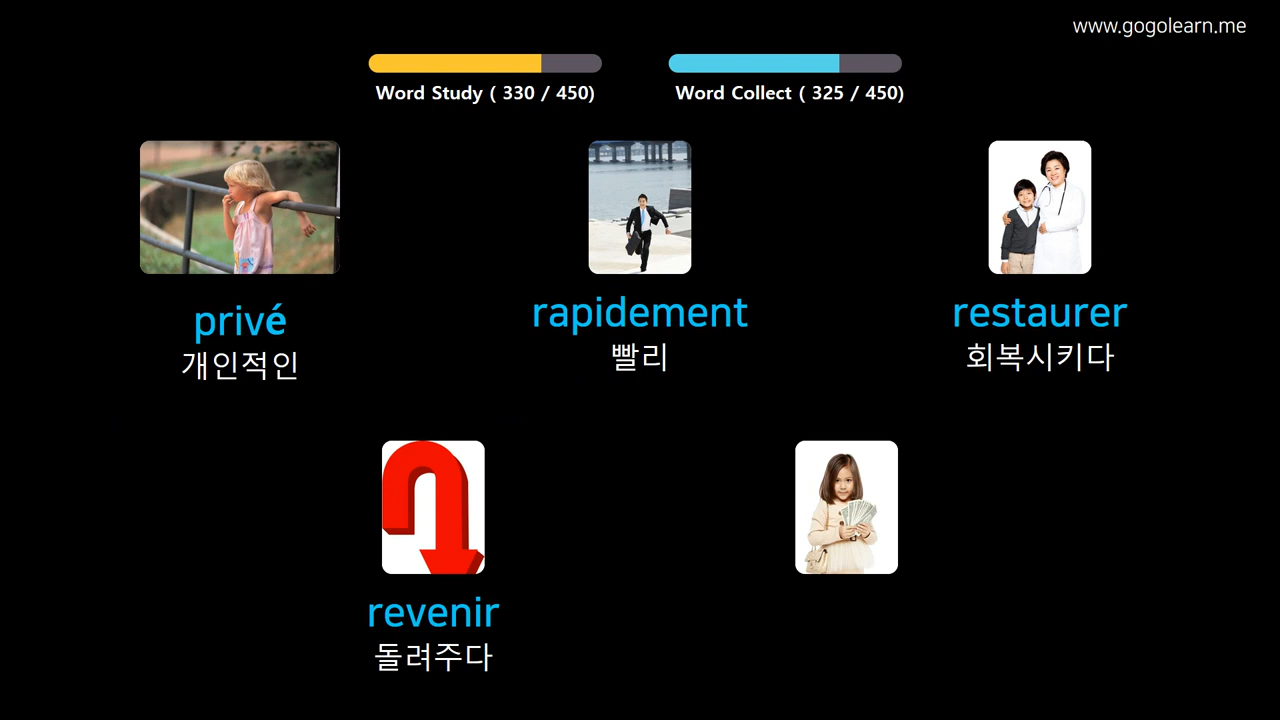 www.gogolearn.me
Word Study ( 330 / 450)
Word Collect ( 325 / 450)
privé
개인적인
rapidement
빨리
restaurer
회복시키다
revenir
돌려주다